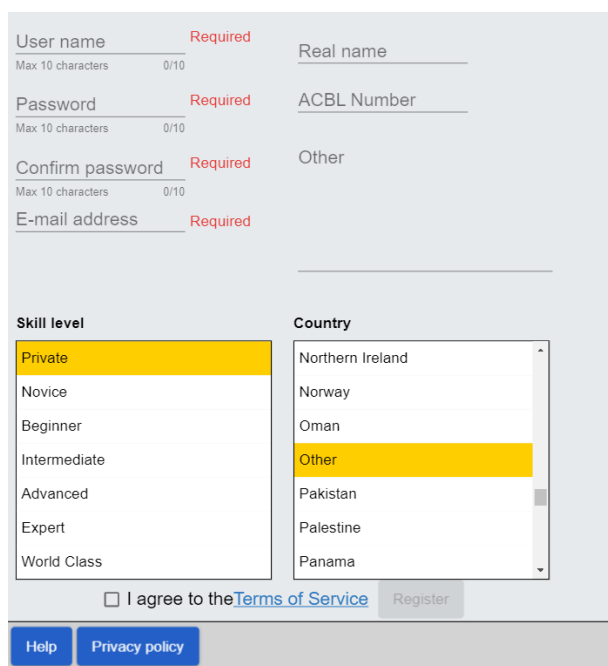 User name Required
Max 10 characters 0/10
Password Required
Max 10 characters 0/10
Confirm password Required
Max 10 characters 0/10
E-mail address Required
Real name
ACBL Number
Other
Skill level
Private
Novice
Beginner
Intermediate
Advanced
Expert
World Class
Country
Northern Ireland
Norway
Oman
Other
Pakistan
Palestine
Panama
I agree to theTerms of Service Register
Help Privacy policy